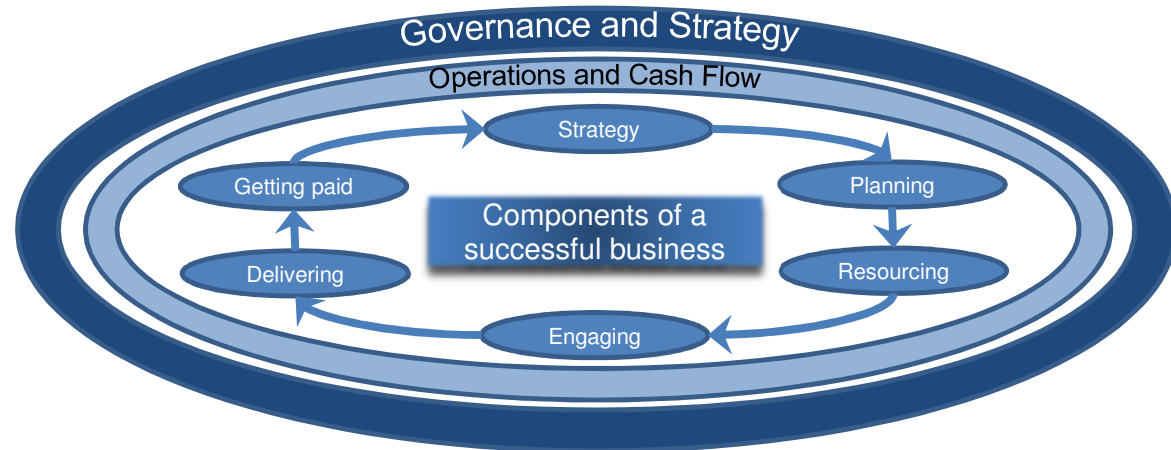 Governance and Strategy
Operations and Cash Flow
Strategy
Getting paid
Planning
Components of a
successful business
Delivering
Resourcing
Engaging